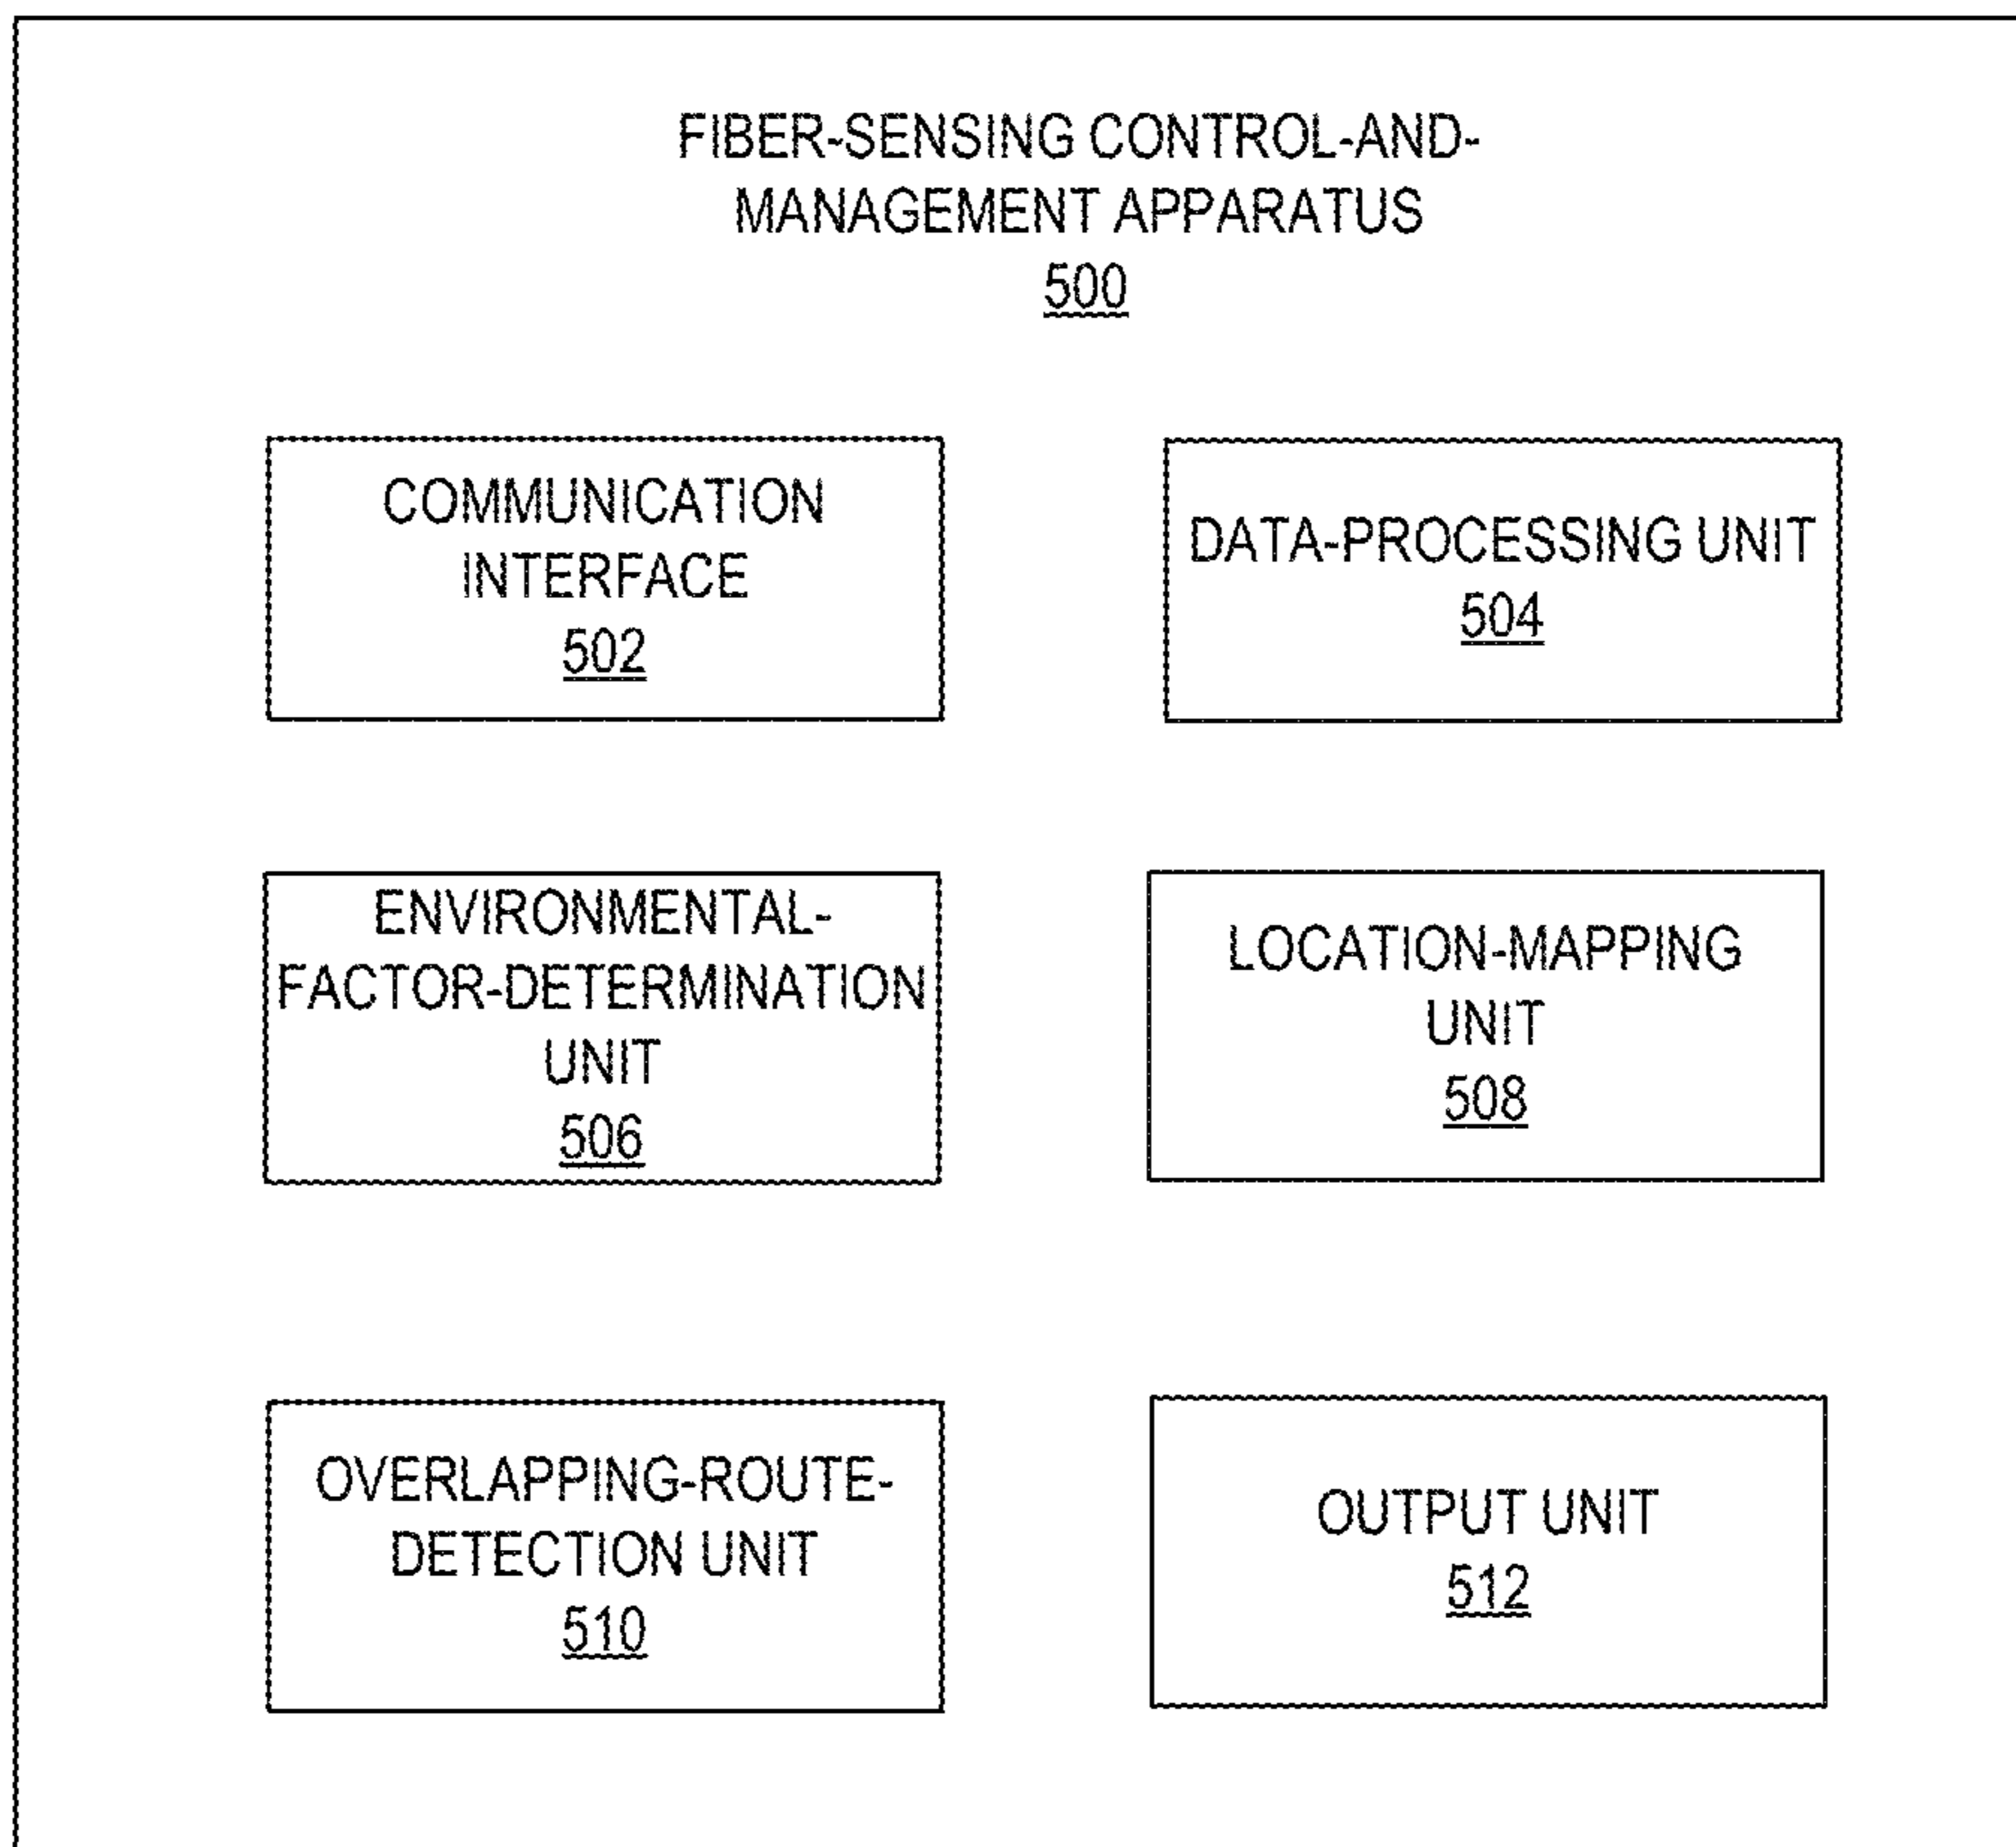 FIBER-SENSING CONTROL-AND-
MANAGEMENT APPARATUS
500
COMMUNICATION
INTERFACE
502
DATA-PROCESSING UNIT
504
ENVIRONMENTAL-
FACTOR-DETERMINATION
UNIT
506
LOCATION-MAPPING
UNIT
508
OVERLAPPING-ROUTE-
DETECTION UNIT
510
OUTPUT UNIT
512